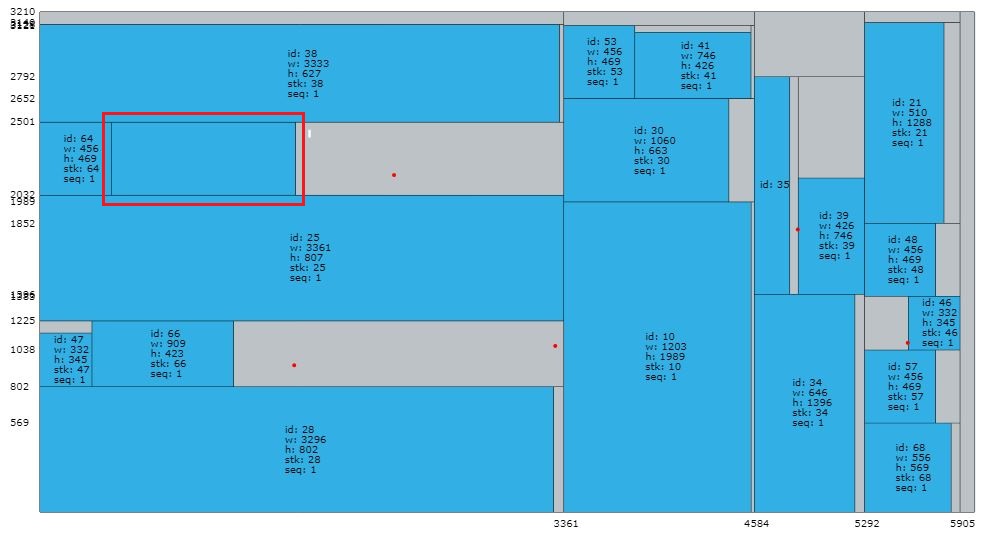 3210
2792
2652
2501
2032
1989
1852
1225
1038
802
569
id: 38
w: 3333
h: 627
stk: 38
seq: 1
id: 64
w: 456
h: 469
stk: 64
seq: 1
id: 25
w: 3361
h: 807
stk: 25
seq: 1
id: 47
w: 332
h: 345
stk: 47
seq: 1
id: 66
w: 909
h: 423
stk: 66
seq: 1
id: 28
w: 3296
h: 802
stk: 28
seq: 1
id: 53
w: 456
h: 469
stk: 53
seq: 1
id: 41
w: 746
h: 426
stk: 41
seq: 1
id: 30
w: 1060
h: 663
stk: 30
seq: 1
id: 10
w: 1203
h: 1989
stk: 10
seq: 1
id: 35
id: 39
w: 426
h: 746
stk: 39
seq: 1
id: 34
w: 646
h: 1396
stk: 34
seq: 1
id: 21
w: 510
h: 1288
stk: 21
seq: 1
id: 48
w: 456
h: 469
stk: 48
seq: 1
id: 46
w: 332
h: 345
stk: 46
seq: 1
id: 57
w: 456
h: 469
stk: 57
seq: 1
id: 68
w: 556
h: 569
stk: 68
seq: 1
3361
4584
5292
5905